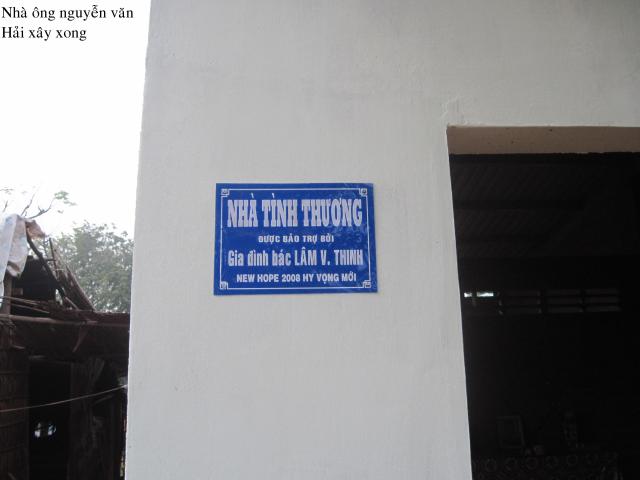 Nhà ông nguyễn văn
Hải xây xong
NHÀ TÌNH THƯƠNG
ĐƯỢC BẢO TRỢ BỞI
Gia đình bác LÂM V. THINH
NEW HOPE 2008 HY VỌNG MỚI